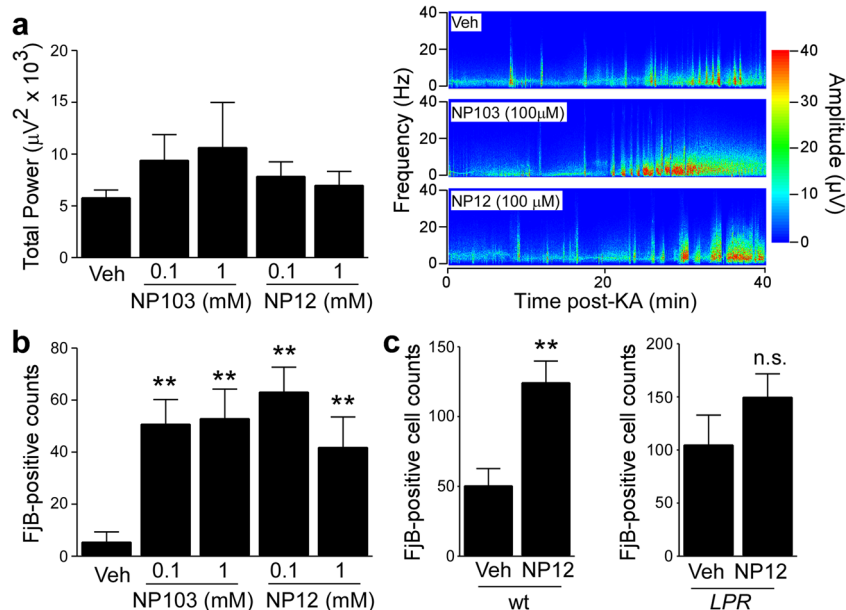 a
Total Power (µV² x 10³)
20
15
10
5
0
Veh
0.1
1
0.1
1
NP103 (mM)
NP12 (mM)
Frequency (Hz)
40
20
0
Veh
40
20
0
NP103 (100µM)
40
20
0
NP12 (100 µM)
0
20
40
Time post-KA (min)
40
30
20
10
0
Amplitude (µV)
b
FjB-positive counts
80
60
40
20
0
**
**
**
**
Veh
0.1
1
0.1
1
NP103 (mM)
NP12 (mM)
c
FjB-positive cell counts
150
100
50
0
**
Veh NP12
wt
FjB-positive cell counts
200
150
100
50
0
n.s.
Veh NP12
LPR